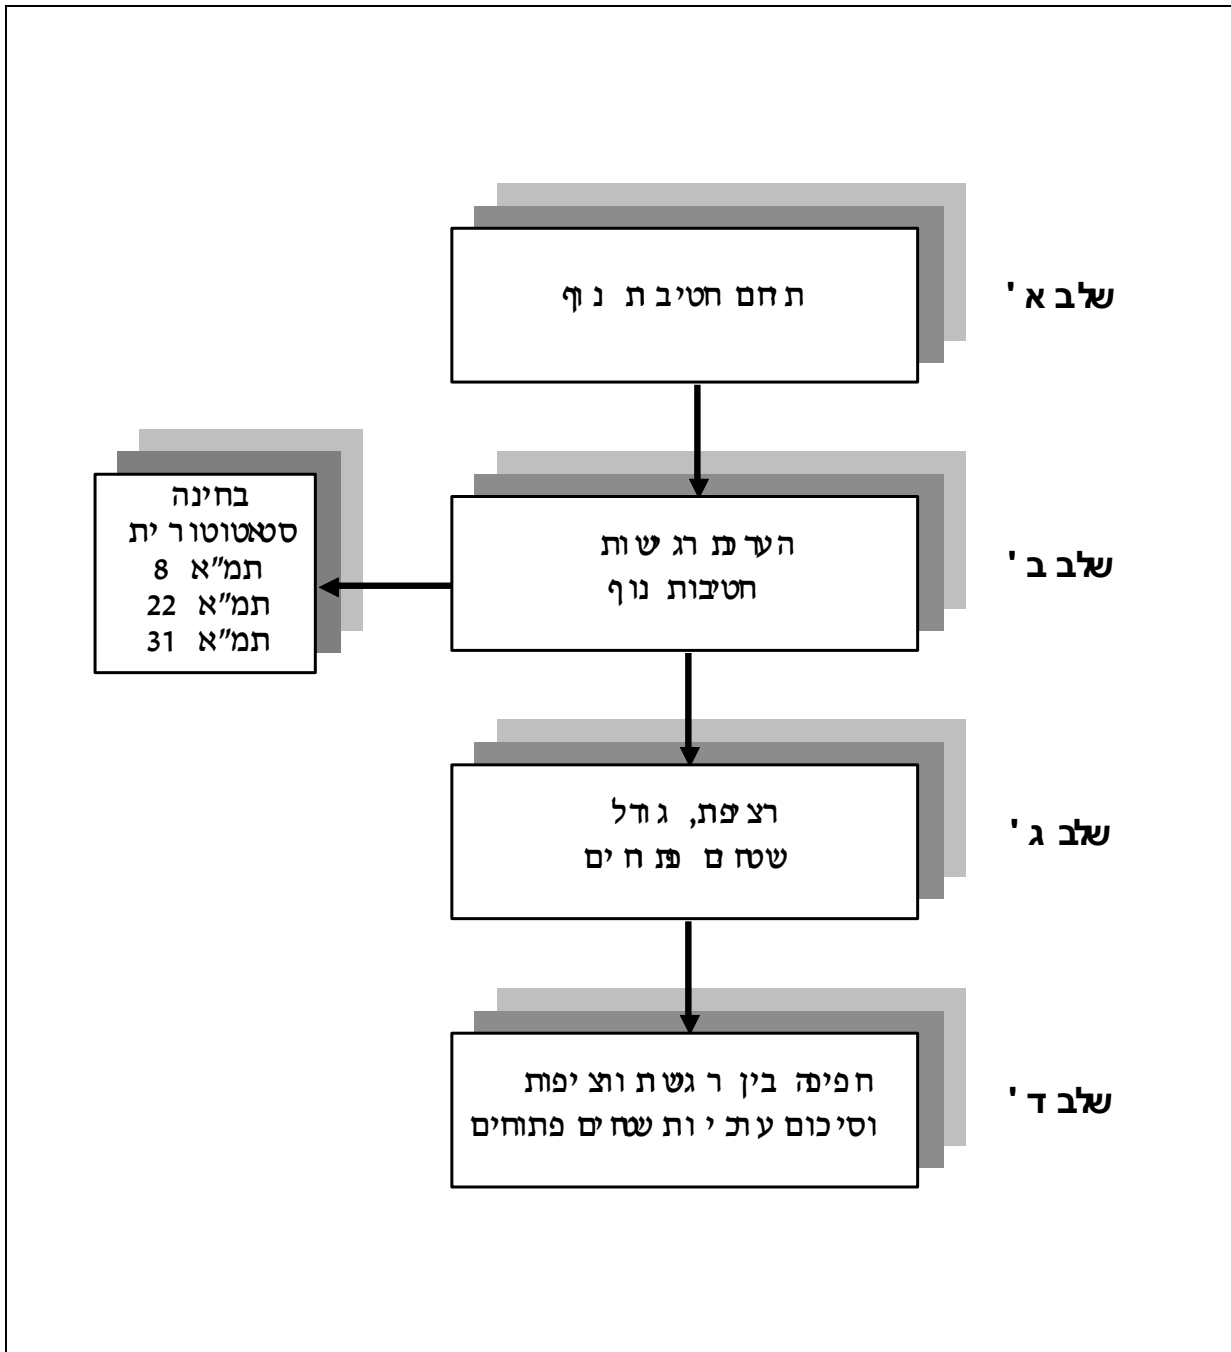 שלב א'
תחום חטיבת נוף
שלב ב'
הערכת רגישות
חטיבות נוף
בחינה
סטאטוטורית
תמ"א 8
תמ"א 22
תמ"א 31
שלב ג'
רציפות, גודל
שטחים פתוחים
שלב ד'
חפיפה בין רגישות ורציפות
וסיכום ערכיות שטחים פתוחים